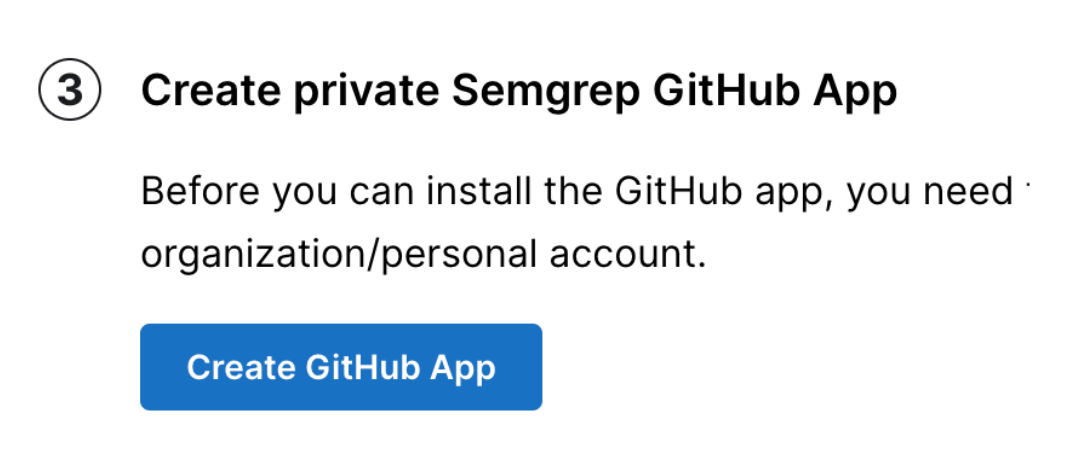 3 Create private Semgrep GitHub App
Before you can install the GitHub app, you need
organization/personal account.
Create GitHub App